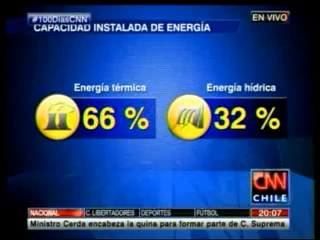 #100DíasCNN
EN VIVO
CAPACIDAD INSTALADA DE ENERGÍA
Energía térmica
Energía hídrica
66 %
32 %
CNN
CHILE
NACIONAL
C. LIBERTADORES
DEPORTES
FÚTBOL
20:07
Ministro Cerda encabeza la quina para formar parte de C. Suprema